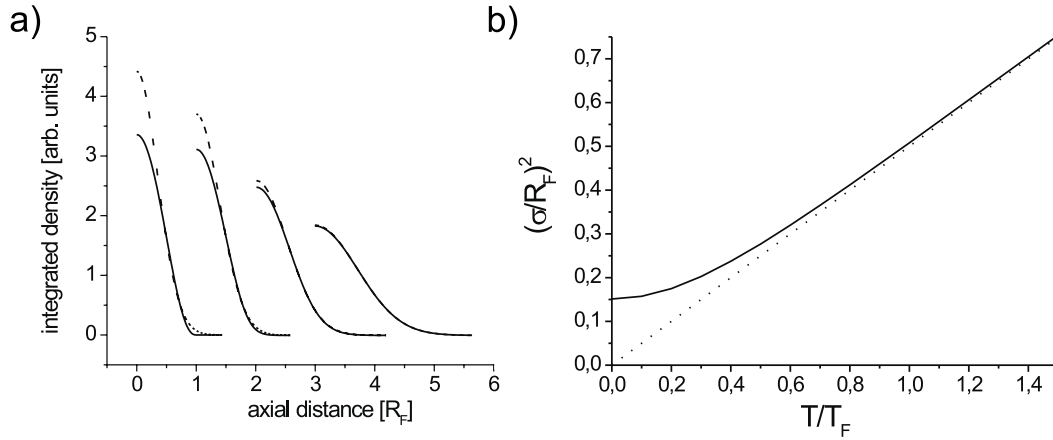 a)
integrated density [arb. units]
5
4
3
2
1
0
0 1 2 3 4 5 6
axial distance [R_F]
b)
(σ/R_F)²
0,7
0,6
0,5
0,4
0,3
0,2
0,1
0,0
0,0 0,2 0,4 0,6 0,8 1,0 1,2 1,4
T/T_F